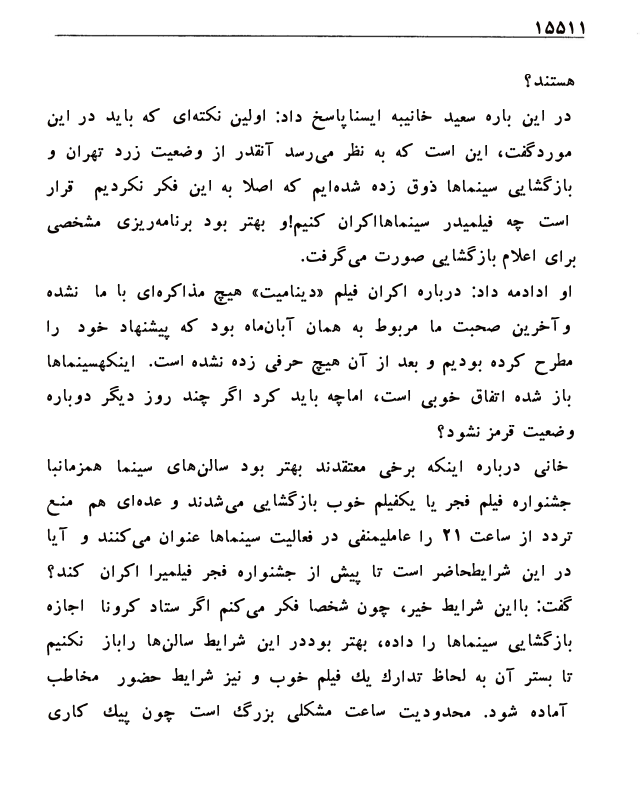 ۱۵۵۱۱
هستند؟
در این باره سعید خانیبه ایسناپاسخ داد: اولین نکته‌ای که باید در این
موردگفت، این است که به نظر می‌رسد آنقدر از وضعیت زرد تهران و
بازگشایی سینماها ذوق زده شده‌ایم که اصلا به این فکر نکردیم قرار
است چه فیلمیدر سینماهااکران کنیم!و بهتر بود برنامه‌ریزی مشخصی
برای اعلام بازگشایی صورت می‌گرفت.
او ادادمه داد: درباره اکران فیلم «دینامیت» هیچ مذاکره‌ای با ما نشده
وآخرین صحبت ما مربوط به همان آبان‌ماه بود که پیشنهاد خود را
مطرح کرده بودیم و بعد از آن هیچ حرفی زده نشده است. اینکهسینماها
باز شده اتفاق خوبی است، اماچه باید کرد اگر چند روز دیگر دوباره
وضعیت قرمز نشود؟
خانی درباره اینکه برخی معتقدند بهتر بود سالن‌های سینما همزمانبا
جشنواره فیلم فجر یا یکفیلم خوب بازگشایی می‌شدند و عده‌ای هم منع
تردد از ساعت ۲۱ را عاملیمنفی در فعالیت سینماها عنوان می‌کنند و آیا
در این شرایطحاضر است تا پیش از جشنواره فجر فیلمیرا اکران کند؟
گفت: بااین شرایط خیر، چون شخصا فکر می‌کنم اگر ستاد کرونا اجازه
بازگشایی سینماها را داده، بهتر بوددر این شرایط سالن‌ها راباز نکنیم
تا بستر آن به لحاظ تدارك یك فیلم خوب و نیز شرایط حضور مخاطب
آماده شود. محدودیت ساعت مشکلی بزرگ است چون پیك کاری